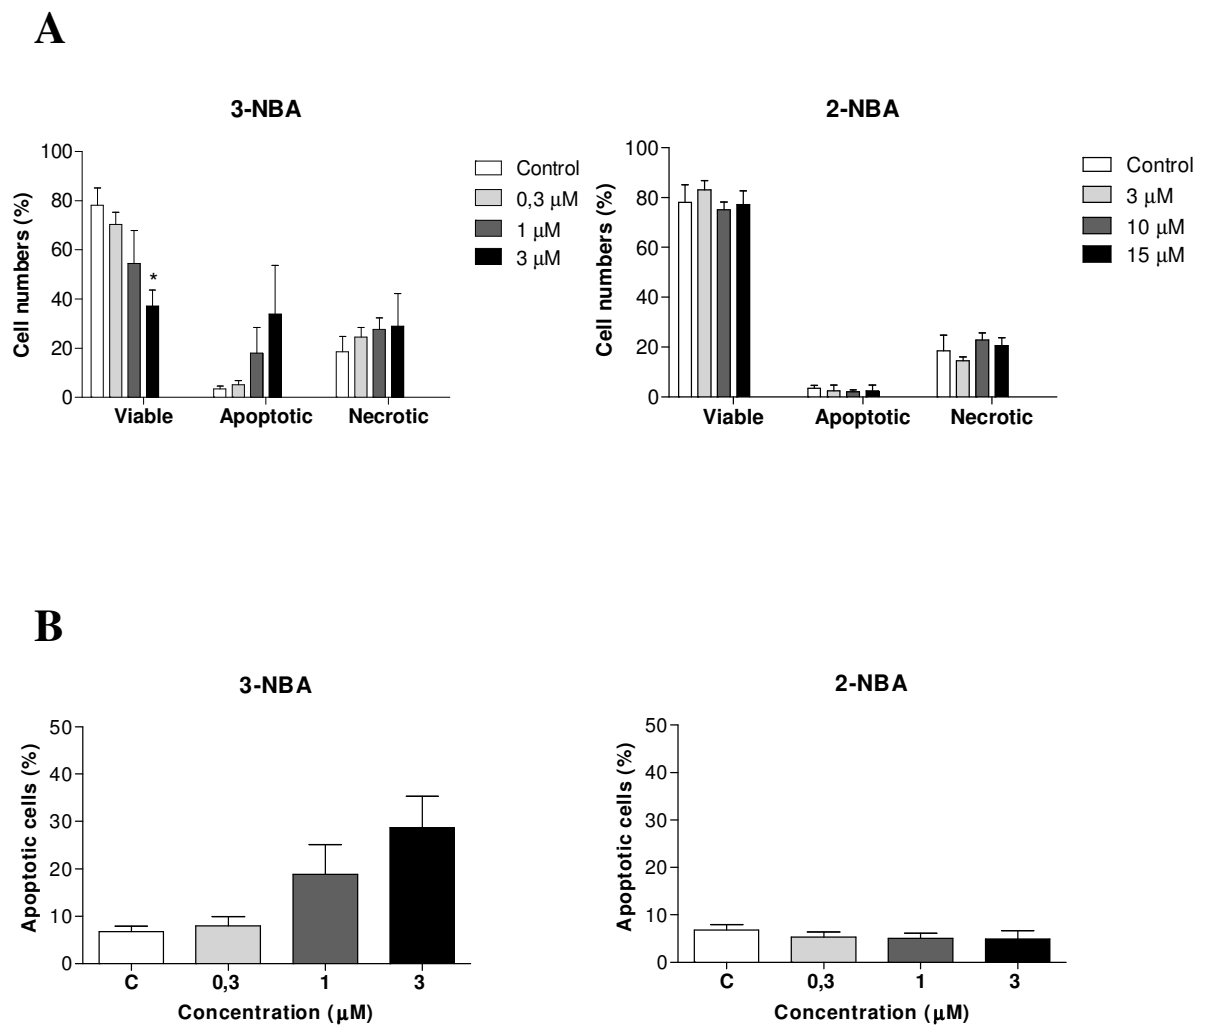 A
3-NBA
100
80
60
40
20
0
Cell numbers (%)
*
Viable Apoptotic Necrotic
Control
0,3 μM
1 μM
3 μM
2-NBA
100
80
60
40
20
0
Cell numbers (%)
Viable Apoptotic Necrotic
Control
3 μM
10 μM
15 μM
B
3-NBA
50
40
30
20
10
0
Apoptotic cells (%)
C 0,3 1 3
Concentration (μM)
2-NBA
50
40
30
20
10
0
Apoptotic cells (%)
C 0,3 1 3
Concentration (μM)